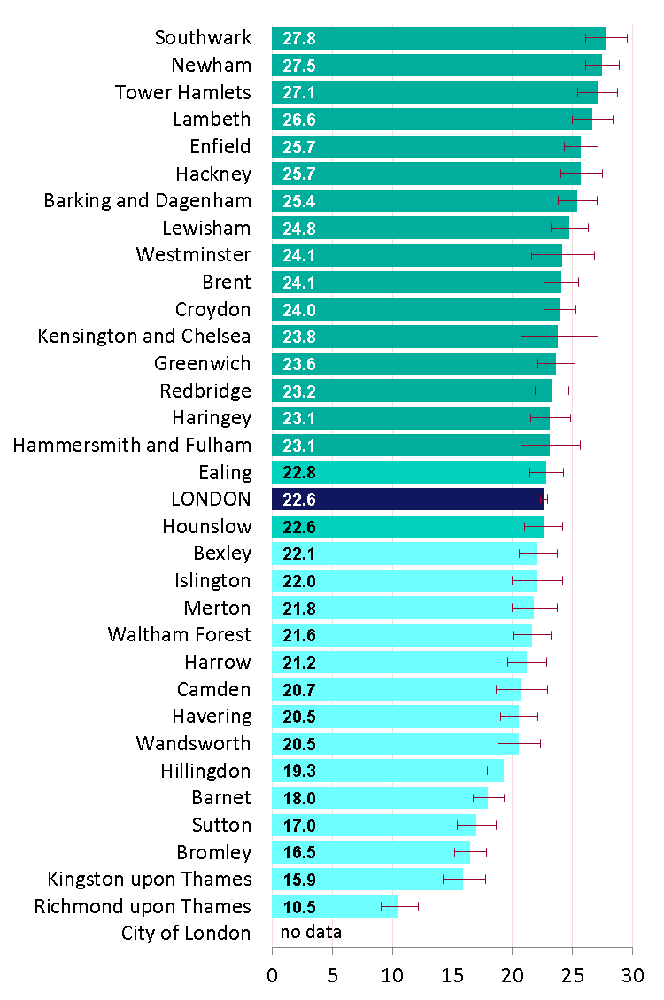 Southwark 27.8
Newham 27.5
Tower Hamlets 27.1
Lambeth 26.6
Enfield 25.7
Hackney 25.7
Barking and Dagenham 25.4
Lewisham 24.8
Westminster 24.1
Brent 24.1
Croydon 24.0
Kensington and Chelsea 23.8
Greenwich 23.6
Redbridge 23.2
Haringey 23.1
Hammersmith and Fulham 23.1
Ealing 22.8
LONDON 22.6
Hounslow 22.6
Bexley 22.1
Islington 22.0
Merton 21.8
Waltham Forest 21.6
Harrow 21.2
Camden 20.7
Havering 20.5
Wandsworth 20.5
Hillingdon 19.3
Barnet 18.0
Sutton 17.0
Bromley 16.5
Kingston upon Thames 15.9
Richmond upon Thames 10.5
City of London no data
0 5 10 15 20 25 30